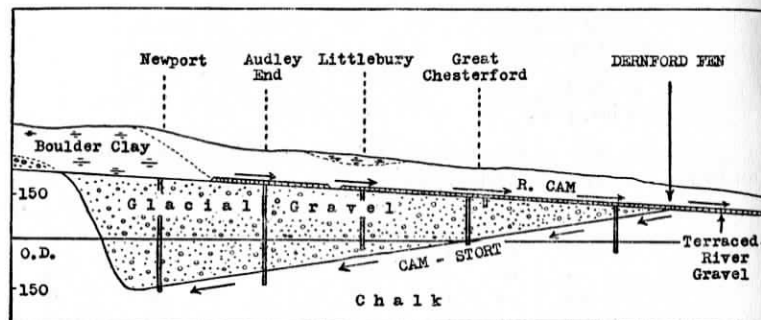 Newport
Audley
End
Littlebury
Great
Chesterford
DERNFORD FEN
Boulder Clay
R. CAM
150
Glacial Gravel
O.D.
CAM - STORT
Terraced
River
Gravel
150
Chalk